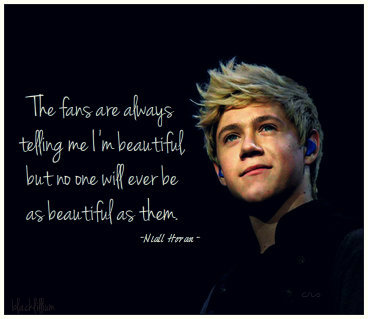 The fans are always
telling me I'm beautiful,
but no one will ever be
as beautiful as them.
-Niall Horan-